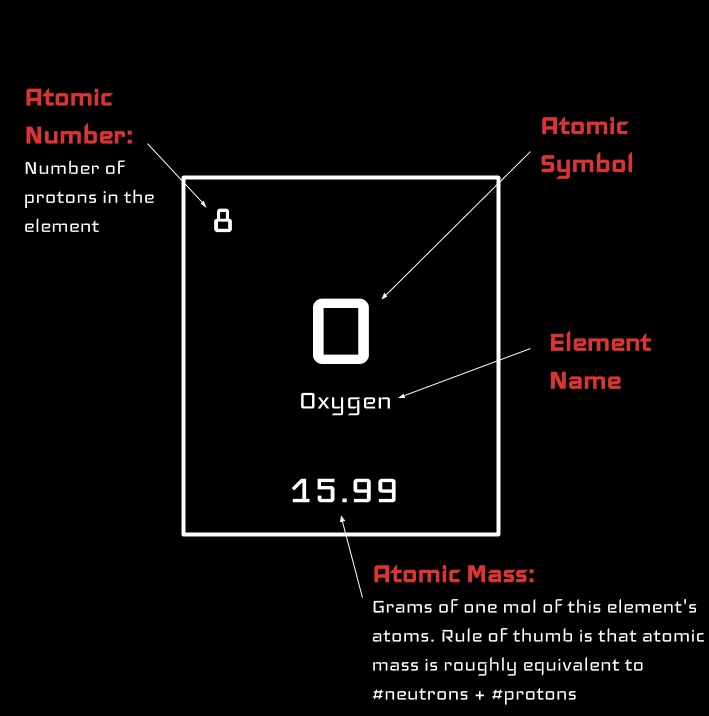 Atomic
Number:
Number of
protons in the
element
Atomic
Symbol
8
O
Element
Name
Oxygen
15.99
Atomic Mass:
Grams of one mol of this element's
atoms. Rule of thumb is that atomic
mass is roughly equivalent to
#neutrons + #protons